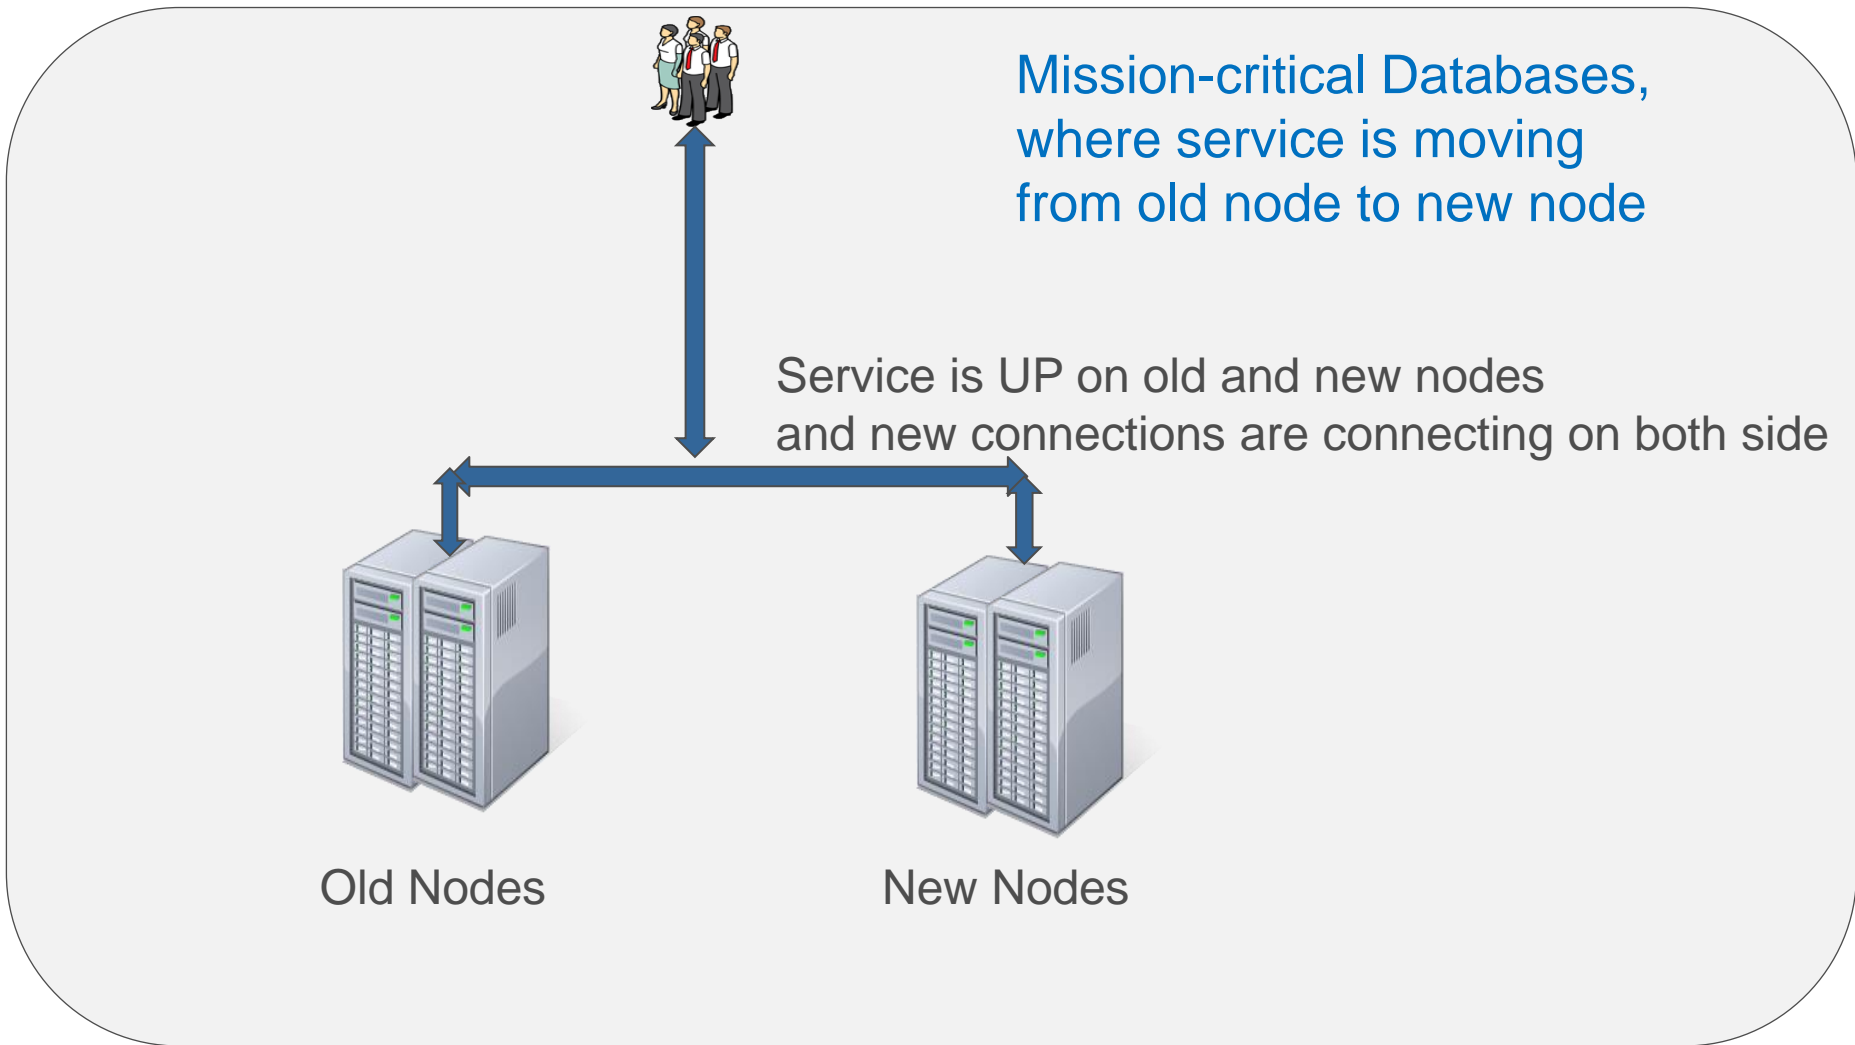 Mission-critical Databases,
where service is moving
from old node to new node
Service is UP on old and new nodes
and new connections are connecting on both side
Old Nodes
New Nodes